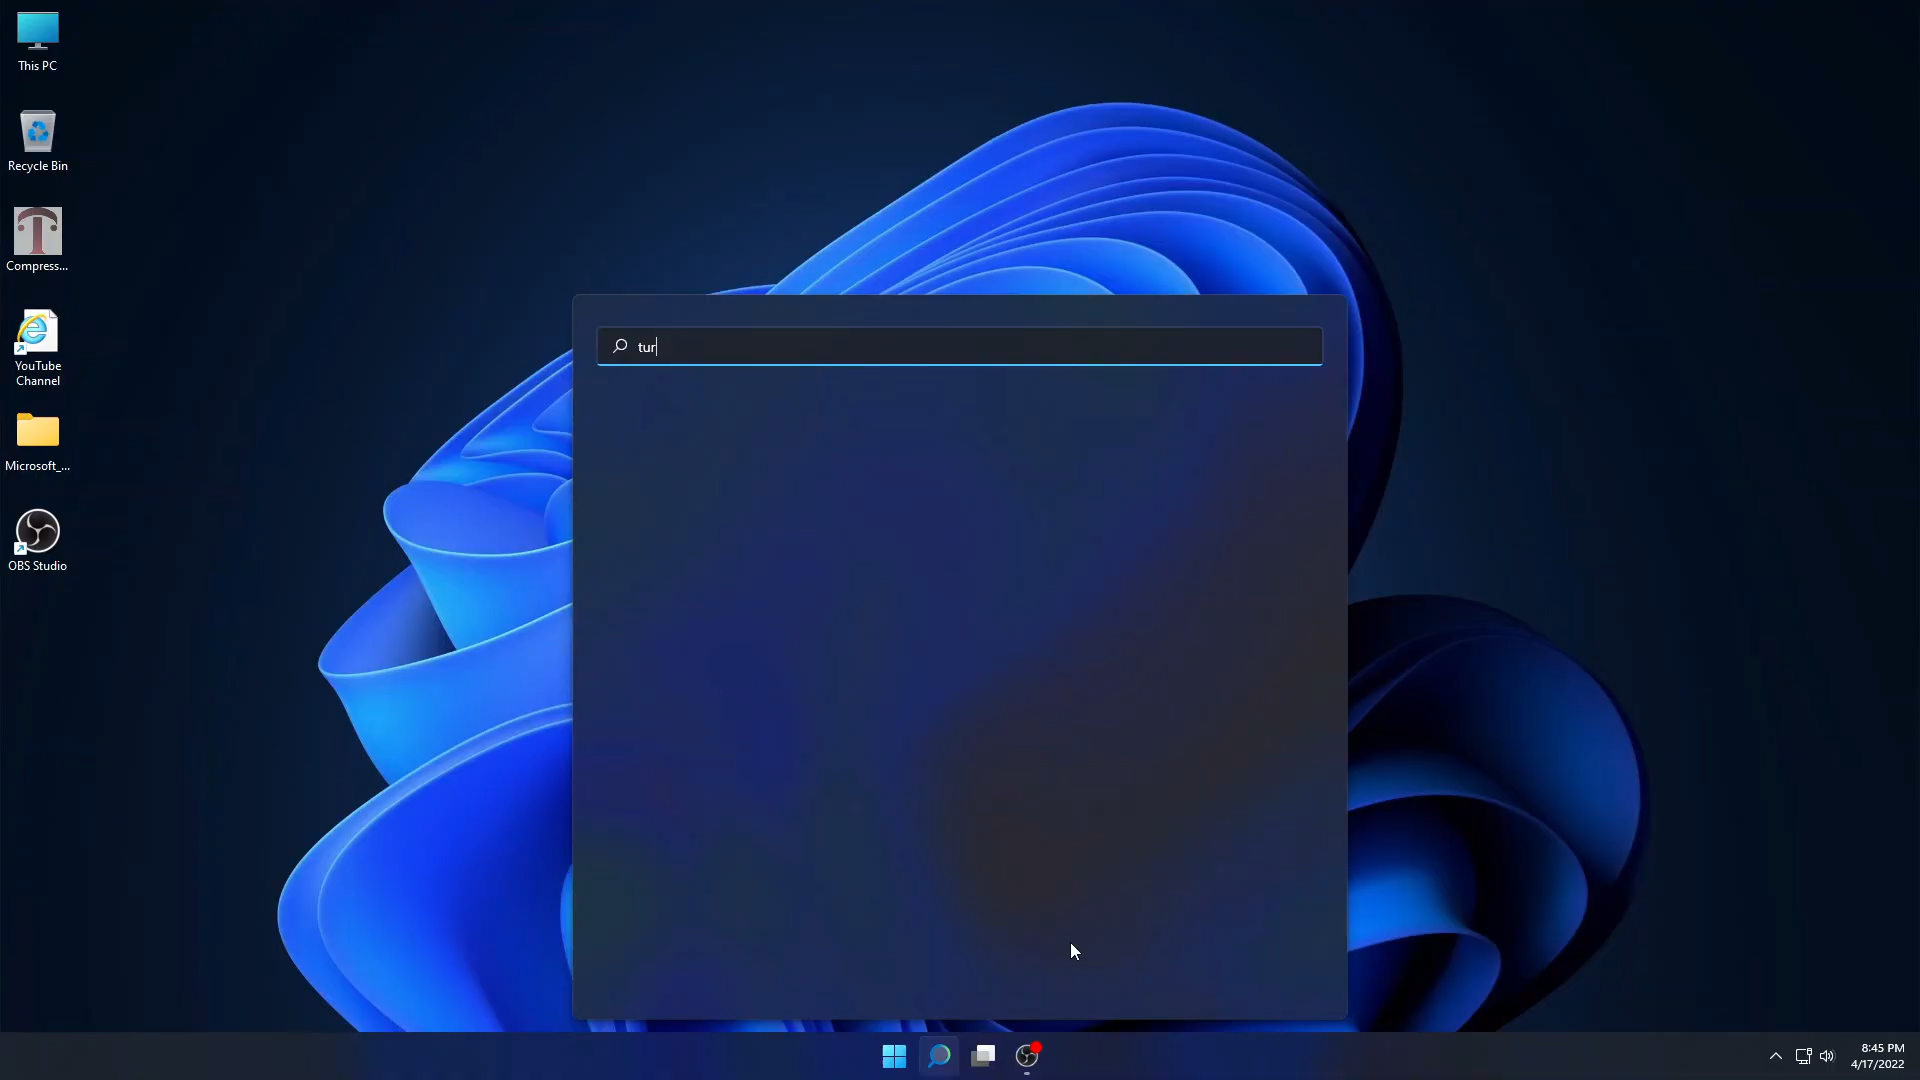 This PC
Recycle Bin
Compress...
YouTube
Channel
Microsoft_...
OBS Studio
tur
8:45 PM
4/17/2022